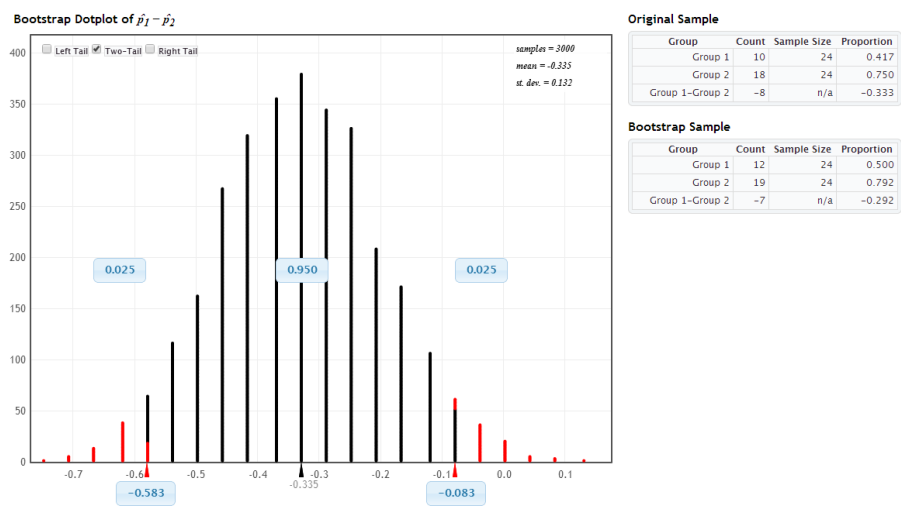 Bootstrap Dotplot of p̂1 − p̂2
Left Tail Two-Tail Right Tail
samples = 3000
mean = -0.335
st. dev. = 0.132
400
350
300
250
200
150
100
50
0
0.025
0.950
0.025
-0.7 -0.6 -0.5 -0.4 -0.3 -0.2 -0.1 0.0 0.1
-0.335
−0.583
−0.083
Original Sample
Group Count Sample Size Proportion
Group 1 10 24 0.417
Group 2 18 24 0.750
Group 1-Group 2 -8 n/a -0.333
Bootstrap Sample
Group Count Sample Size Proportion
Group 1 12 24 0.500
Group 2 19 24 0.792
Group 1-Group 2 -7 n/a -0.292